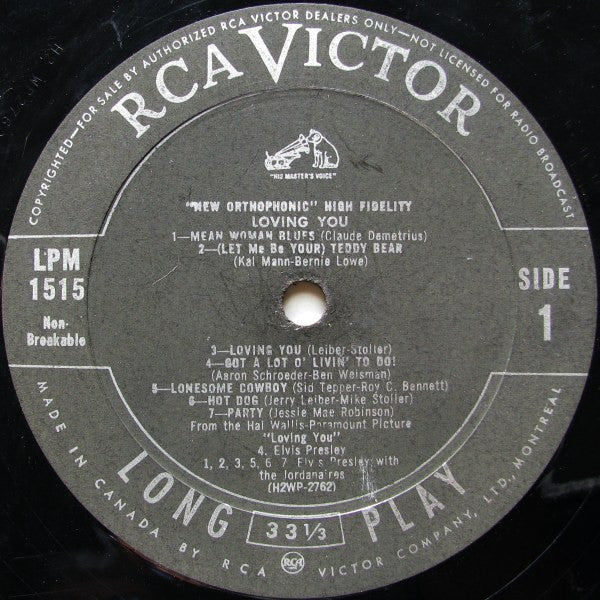 COPYRIGHTED—FOR SALE BY AUTHORIZED RCA VICTOR DEALERS ONLY—NOT LICENSED FOR RADIO BROADCAST
RCA VICTOR
"HIS MASTER'S VOICE"
"NEW ORTHOPHONIC" HIGH FIDELITY
LOVING YOU
1—MEAN WOMAN BLUES (Claude Demetrius)
2—(LET Me Be YOUR) TEDDY BEAR
(Kal Mann-Bernie Lowe)
LPM
1515
Non-
Breakable
SIDE
1
3—LOVING YOU (Leiber-Stoller)
4—GOT A LOT O' LIVIN' TO DO!
(Aaron Schroeder-Ben Weisman)
5—LONESOME COWBOY (Sid Tepper-Roy C. Bennett)
6—HOT DOG (Jerry Leiber-Mike Stoller)
7—PARTY (Jessie Mae Robinson)
From the Hal Wallis-Paramount Picture
"Loving You"
4. Elvis Presley
1, 2, 3, 5, 6, 7, Elvis Presley with
the Jordanaires
(H2WP-2762)
LONG 33 1/3 PLAY
MADE IN CANADA BY RCA VICTOR COMPANY, LTD., MONTREAL
RCA